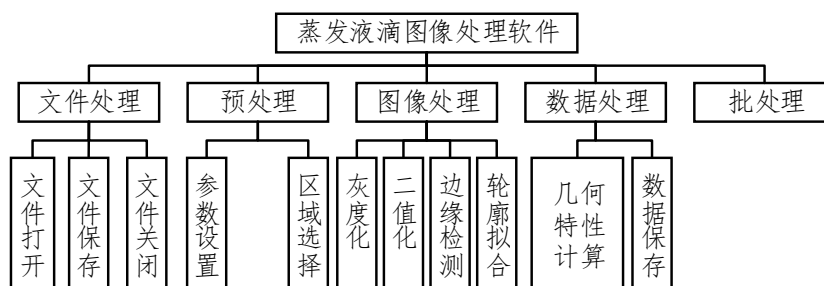 蒸发液滴图像处理软件
文件处理
预处理
图像处理
数据处理
批处理
文件打开
文件保存
文件关闭
参数设置
区域选择
灰度化
二值化
边缘检测
轮廓拟合
几何
特性
计算
数据保存